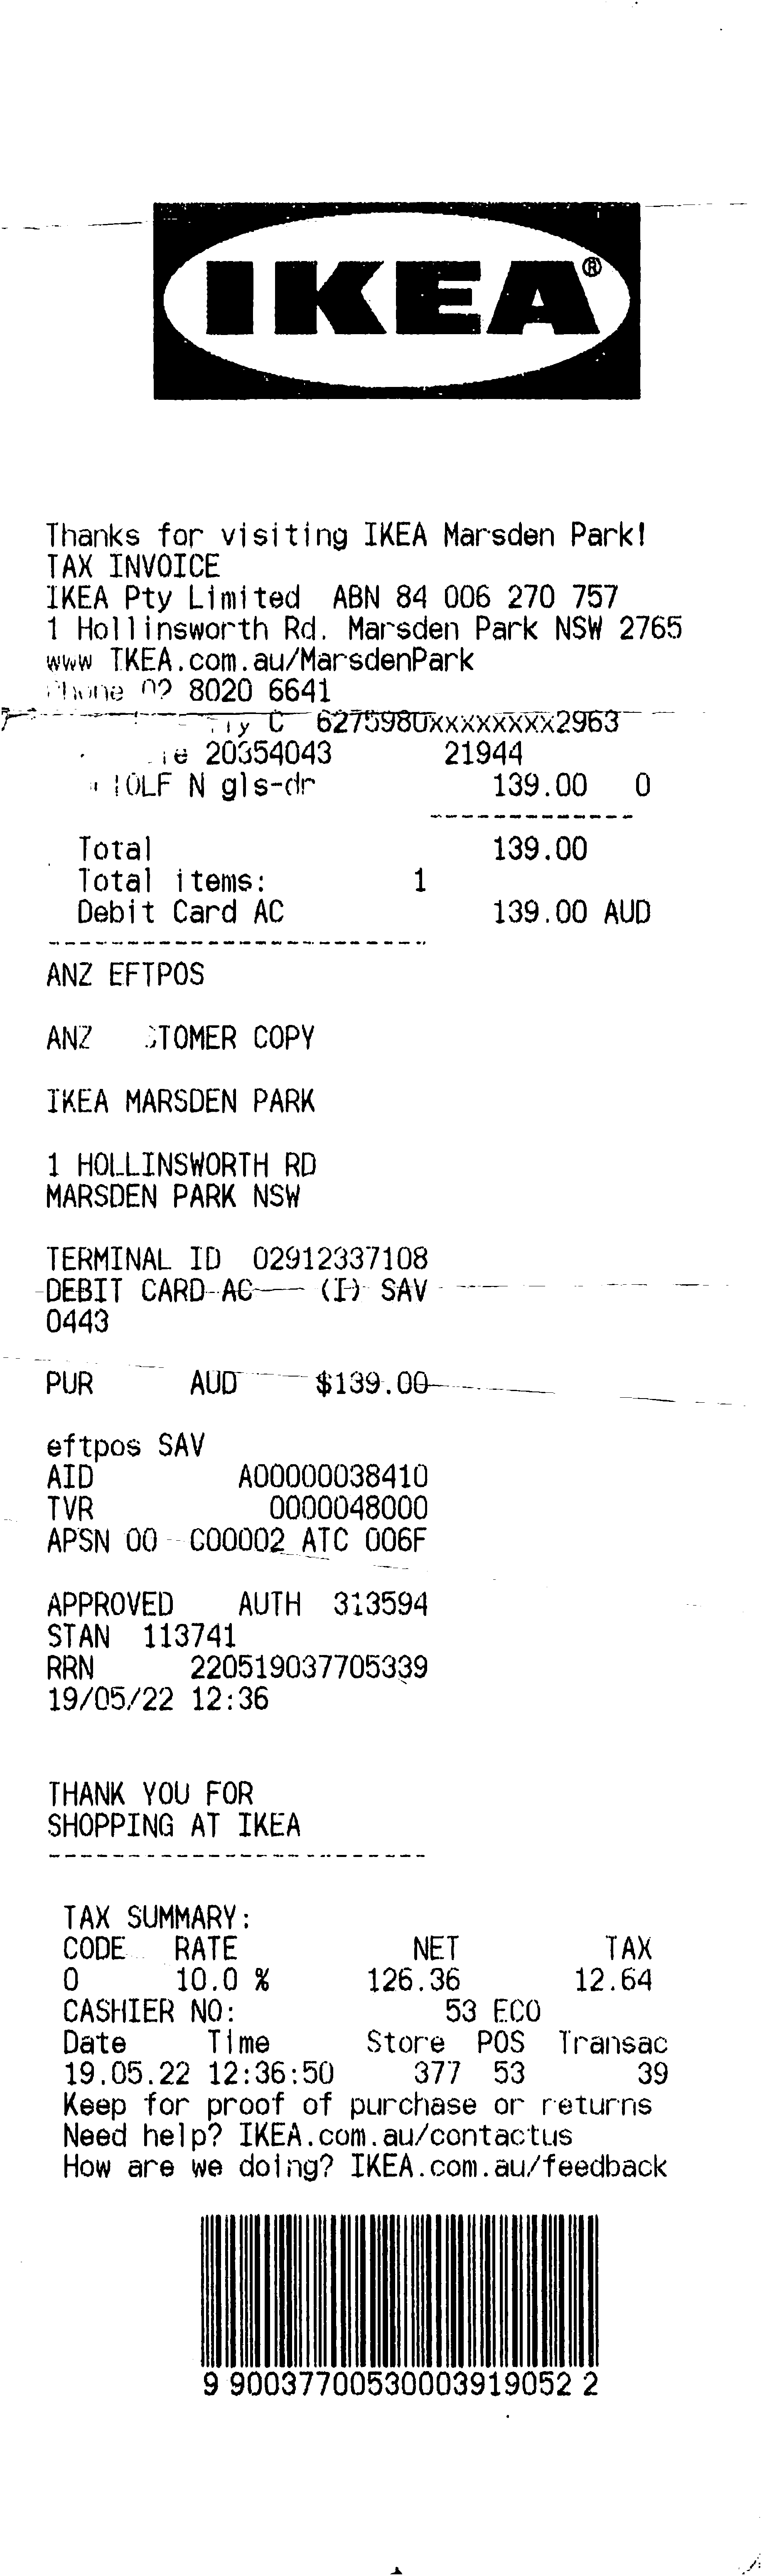 IKEA®
Thanks for visiting IKEA Marsden Park!
TAX INVOICE
IKEA Pty Limited ABN 84 006 270 757
1 Hollinsworth Rd. Marsden Park NSW 2765
www IKEA.com.au/MarsdenPark
Phone 02 8020 6641
C 6275980xxxxxxxxx2963
20354043 21944
N gls-dr 139.00 0
Total 139.00
Total items: 1
Debit Card AC 139.00 AUD
ANZ EFTPOS
ANZ STOMER COPY
IKEA MARSDEN PARK
1 HOLLINSWORTH RD
MARSDEN PARK NSW
TERMINAL ID 02912337108
DEBIT CARD AC (I) SAV
0443
PUR AUD $139.00
eftpos SAV
AID A00000038410
TVR 0000048000
APSN 00 C00002 ATC 006F
APPROVED AUTH 313594
STAN 113741
RRN 220519037705339
19/05/22 12:36
THANK YOU FOR
SHOPPING AT IKEA
TAX SUMMARY:
CODE RATE NET TAX
0 10.0 % 126.36 12.64
CASHIER NO: 53 ECO
Date Time Store POS Transac
19.05.22 12:36:50 377 53 39
Keep for proof of purchase or returns
Need help? IKEA.com.au/contactus
How are we doing? IKEA.com.au/feedback
9 900377005300039190522 2